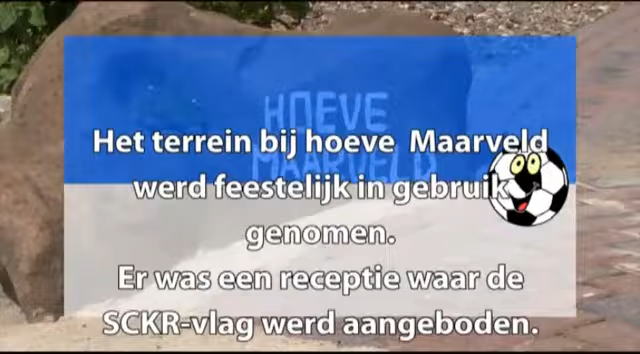 HOEVE
MAARVELD
Het terrein bij hoeve Maarveld
werd feestelijk in gebruik
genomen.
Er was een receptie waar de
SCKR-vlag werd aangeboden.